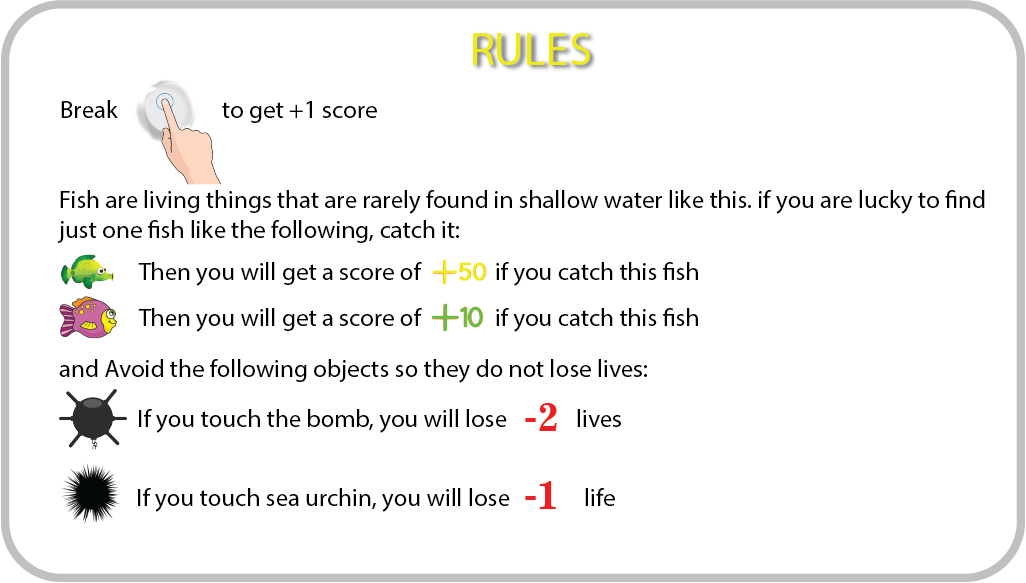 RULES
Break to get +1 score
Fish are living things that are rarely found in shallow water like this. if you are lucky to find
just one fish like the following, catch it:
Then you will get a score of +50 if you catch this fish
Then you will get a score of +10 if you catch this fish
and Avoid the following objects so they do not lose lives:
If you touch the bomb, you will lose -2 lives
If you touch sea urchin, you will lose -1 life